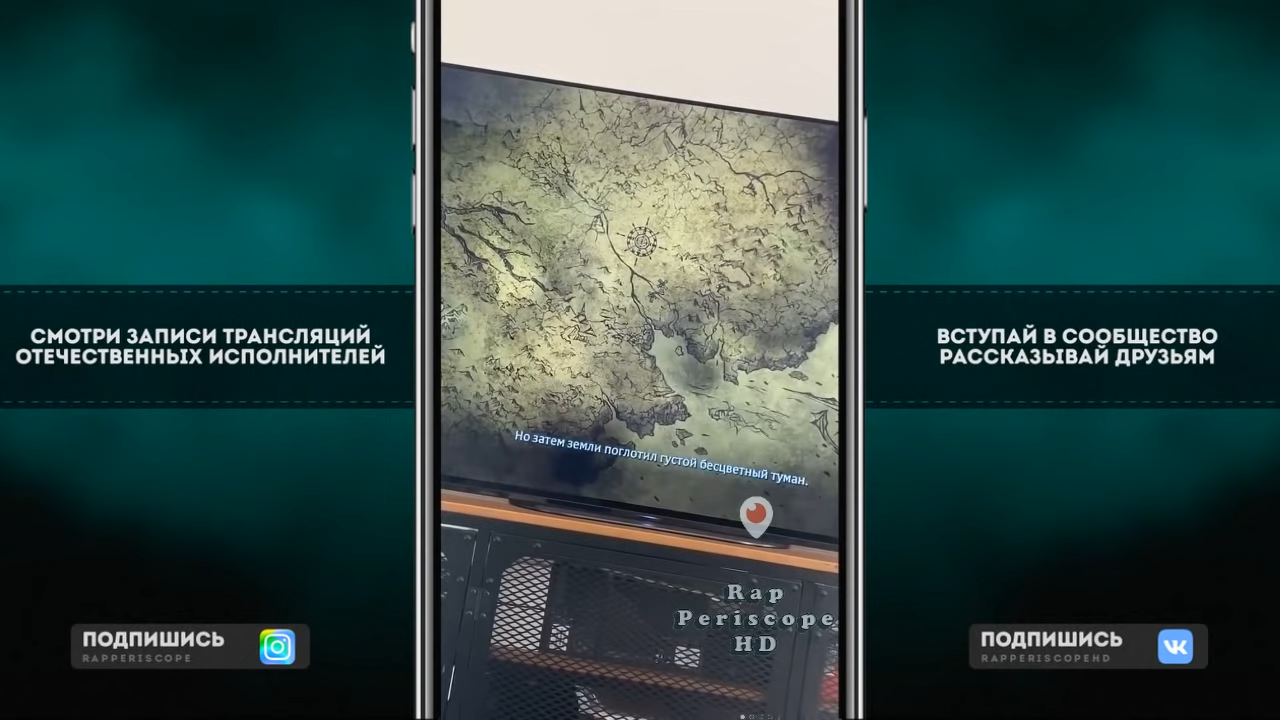 СМОТРИ ЗАПИСИ ТРАНСЛЯЦИЙ
ОТЕЧЕСТВЕННЫХ ИСПОЛНИТЕЛЕЙ
ВСТУПАЙ В СООБЩЕСТВО
РАССКАЗЫВАЙ ДРУЗЬЯМ
Но затем земли поглотил густой бесцветный туман.
Rap
Periscope
HD
ПОДПИШИСЬ
RAPPERISCOPE
ПОДПИШИСЬ
RAPPERISCOPEHD